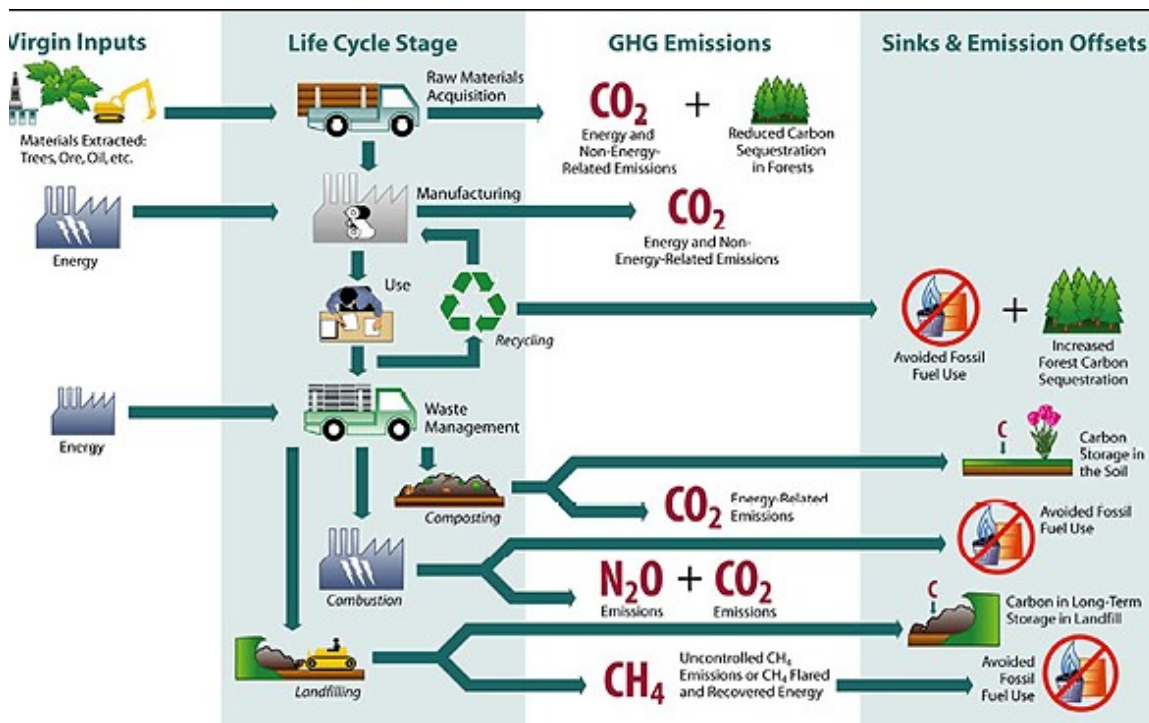 Virgin Inputs
Life Cycle Stage
GHG Emissions
Sinks & Emission Offsets
Materials Extracted:
Trees, Ore, Oil, etc.
Raw Materials
Acquisition
CO₂
Energy and
Non-Energy-
Related Emissions
+
Reduced Carbon
Sequestration
in Forests
Energy
Manufacturing
CO₂
Energy and Non-
Energy-Related Emissions
Use
Recycling
Avoided Fossil
Fuel Use
+
Increased
Forest Carbon
Sequestration
Energy
Waste
Management
Composting
C
Carbon
Storage in
the Soil
CO₂
Energy-Related
Emissions
Combustion
Avoided Fossil
Fuel Use
N₂O + CO₂
Emissions
Emissions
Landfilling
C
Carbon in Long-Term
Storage in Landfill
CH₄
Uncontrolled CH₄
Emissions or CH₄ Flared
and Recovered Energy
Avoided
Fossil
Fuel Use